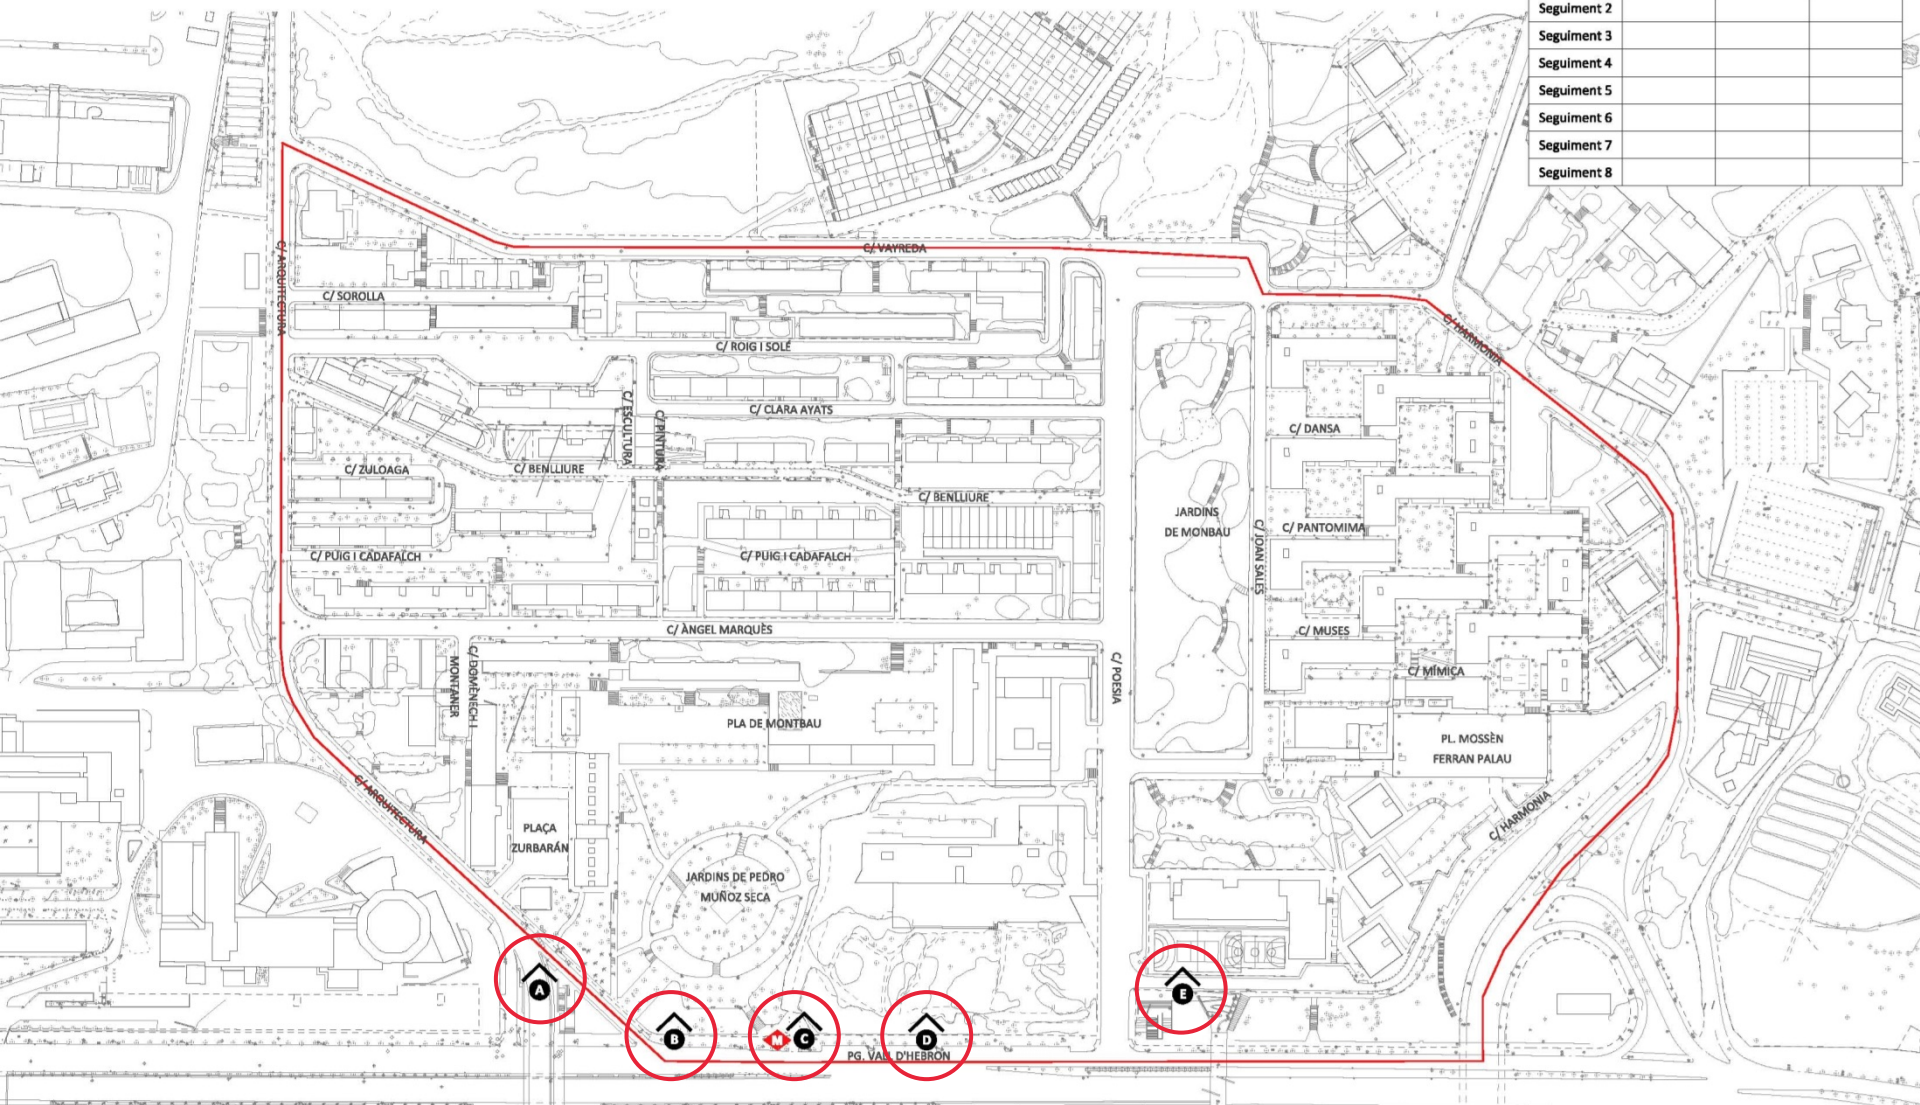 Seguiment 2
Seguiment 3
Seguiment 4
Seguiment 5
Seguiment 6
Seguiment 7
Seguiment 8
C/ VAYREDA
C/ ARQUITECTURA
C/ SOROLLA
C/ HARMONIA
C/ ROIG I SOLÉ
C/ CLARA AYATS
C/ ESCULTURA
C/ PINTURA
C/ DANSA
C/ ZULOAGA
C/ BENLLIURE
C/ BENLLIURE
JARDINS
DE MONBAU
C/ JOAN SALES
C/ PANTOMIMA
C/ PUIG I CADAFALCH
C/ PUIG I CADAFALCH
C/ ÀNGEL MARQUÈS
C/ MUSES
C/ MÍMICA
C/ DOMÈNECH I
MONTANER
C/ POESIA
PLA DE MONTBAU
PL. MOSSÈN
FERRAN PALAU
C/ ARQUITECTURA
C/ HARMONIA
PLAÇA
ZURBARÁN
JARDINS DE PEDRO
MUÑOZ SECA
A
B
M C
D
E
PG. VALL D'HEBRON